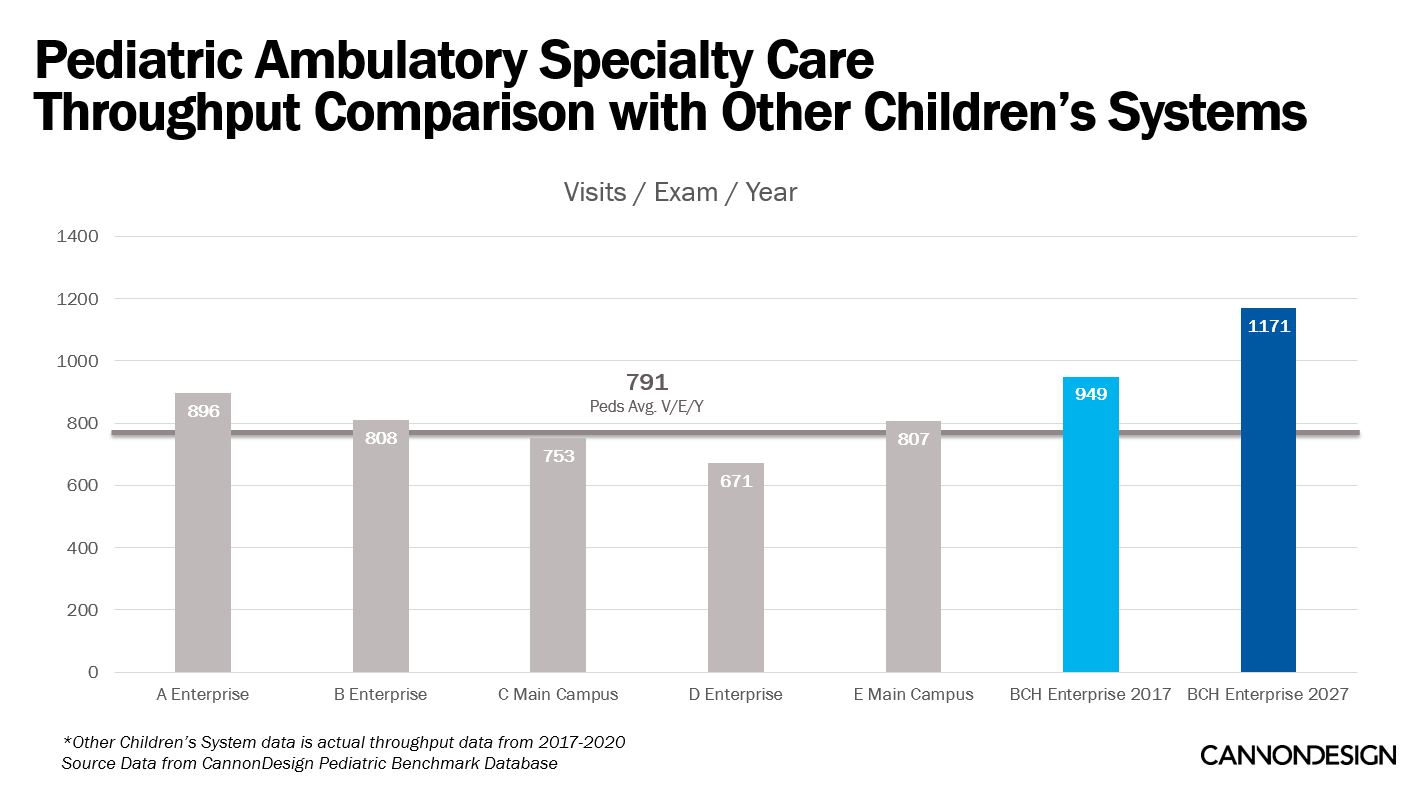 Pediatric Ambulatory Specialty Care
Throughput Comparison with Other Children’s Systems
Visits / Exam / Year
1400
1200
1000
800
600
400
200
0
791
Peds Avg. V/E/Y
896
808
753
671
807
949
1171
A Enterprise
B Enterprise
C Main Campus
D Enterprise
E Main Campus
BCH Enterprise 2017
BCH Enterprise 2027
*Other Children’s System data is actual throughput data from 2017-2020
Source Data from CannonDesign Pediatric Benchmark Database
CANNONDESIGN